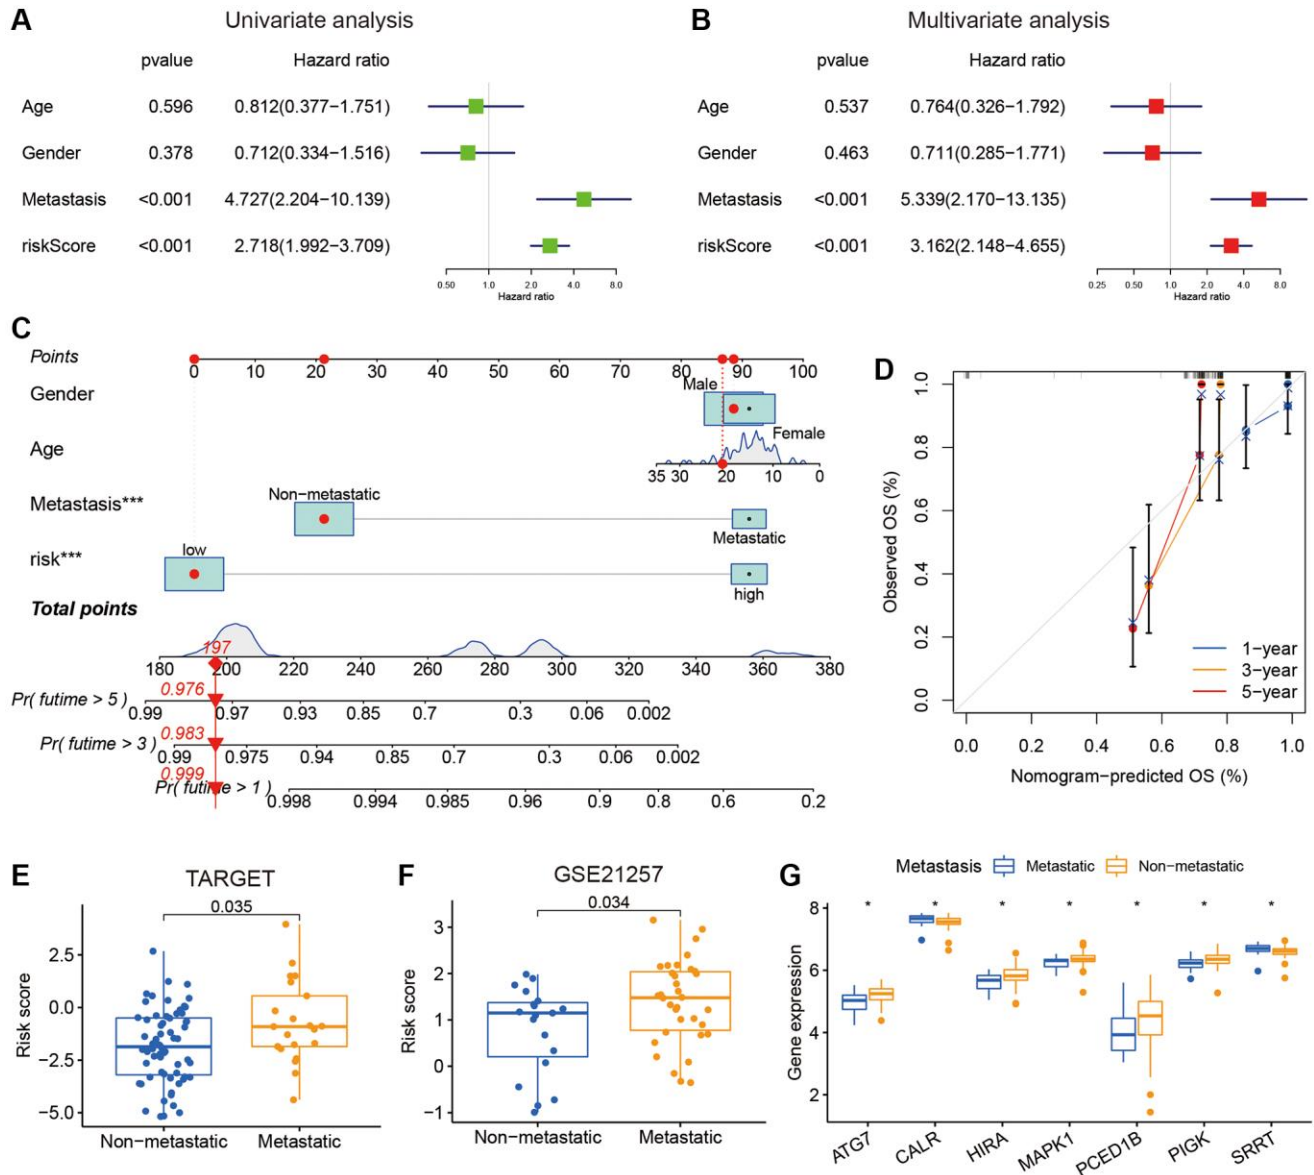 A Univariate analysis
pvalue Hazard ratio
Age 0.596 0.812(0.377−1.751)
Gender 0.378 0.712(0.334−1.516)
Metastasis <0.001 4.727(2.204−10.139)
riskScore <0.001 2.718(1.992−3.709)
0.50 1.0 2.0 4.0 8.0
Hazard ratio
B Multivariate analysis
pvalue Hazard ratio
Age 0.537 0.764(0.326−1.792)
Gender 0.463 0.711(0.285−1.771)
Metastasis <0.001 5.339(2.170−13.135)
riskScore <0.001 3.162(2.148−4.655)
0.25 0.50 1.0 2.0 4.0 8.0
Hazard ratio
C
Points
0 10 20 30 40 50 60 70 80 90 100
Gender
Male
Female
Age
35 30 20 10 0
Metastasis***
Non−metastatic
Metastatic
risk***
low
high
Total points
197
180 200 220 240 260 280 300 320 340 360 380
0.976
Pr( futime > 5 )
0.99 0.97 0.93 0.85 0.7 0.3 0.06 0.002
0.983
Pr( futime > 3 )
0.99 0.975 0.94 0.85 0.7 0.3 0.06 0.002
0.999
Pr( futime > 1 )
0.998 0.994 0.985 0.96 0.9 0.8 0.6 0.2
D
Observed OS (%)
1.0
0.8
0.6
0.4
0.2
0.0
1−year
3−year
5−year
0.0 0.2 0.4 0.6 0.8 1.0
Nomogram−predicted OS (%)
E TARGET
0.035
Risk score
2.5
0.0
−2.5
−5.0
Non−metastatic Metastatic
F GSE21257
0.034
Risk score
3
2
1
0
−1
Non−metastatic Metastatic
G Metastasis Metastatic Non−metastatic
* * * * * * *
Gene expression
8
6
4
2
ATG7 CALR HIRA MAPK1 PCED1B PIGK SRRT